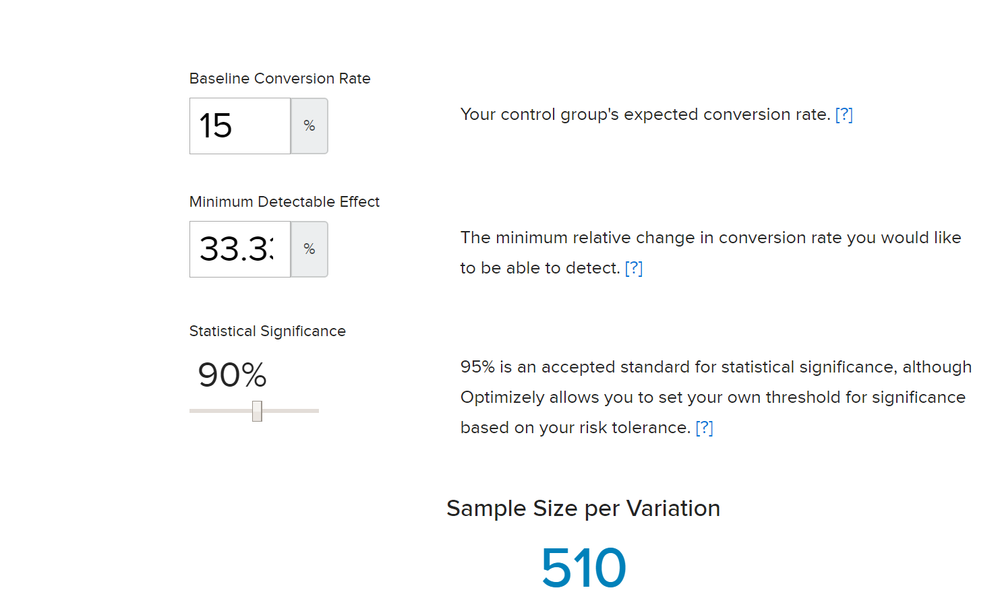 Baseline Conversion Rate
15 %
Your control group's expected conversion rate. [?]
Minimum Detectable Effect
33.3 %
The minimum relative change in conversion rate you would like
to be able to detect. [?]
Statistical Significance
90%
95% is an accepted standard for statistical significance, although
Optimizely allows you to set your own threshold for significance
based on your risk tolerance. [?]
Sample Size per Variation
510